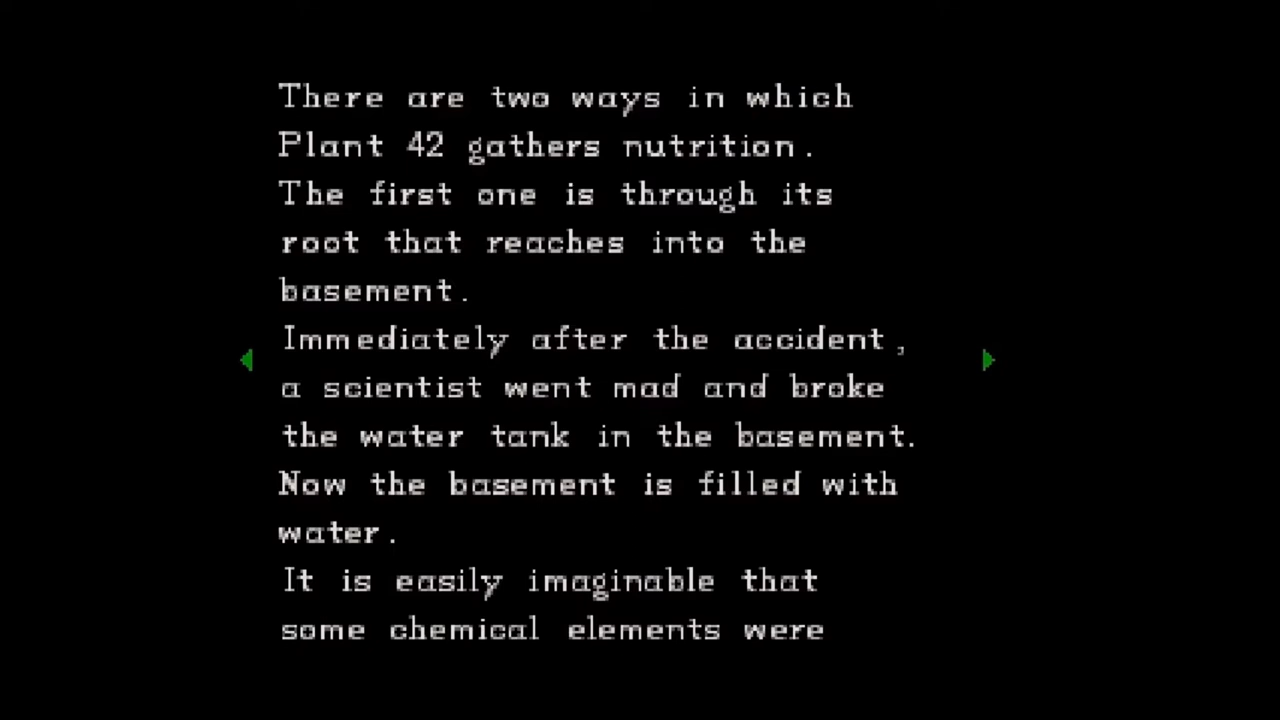 There are two ways in which
Plant 42 gathers nutrition.
The first one is through its
root that reaches into the
basement.
Immediately after the accident,
a scientist went mad and broke
the water tank in the basement.
Now the basement is filled with
water.
It is easily imaginable that
some chemical elements were